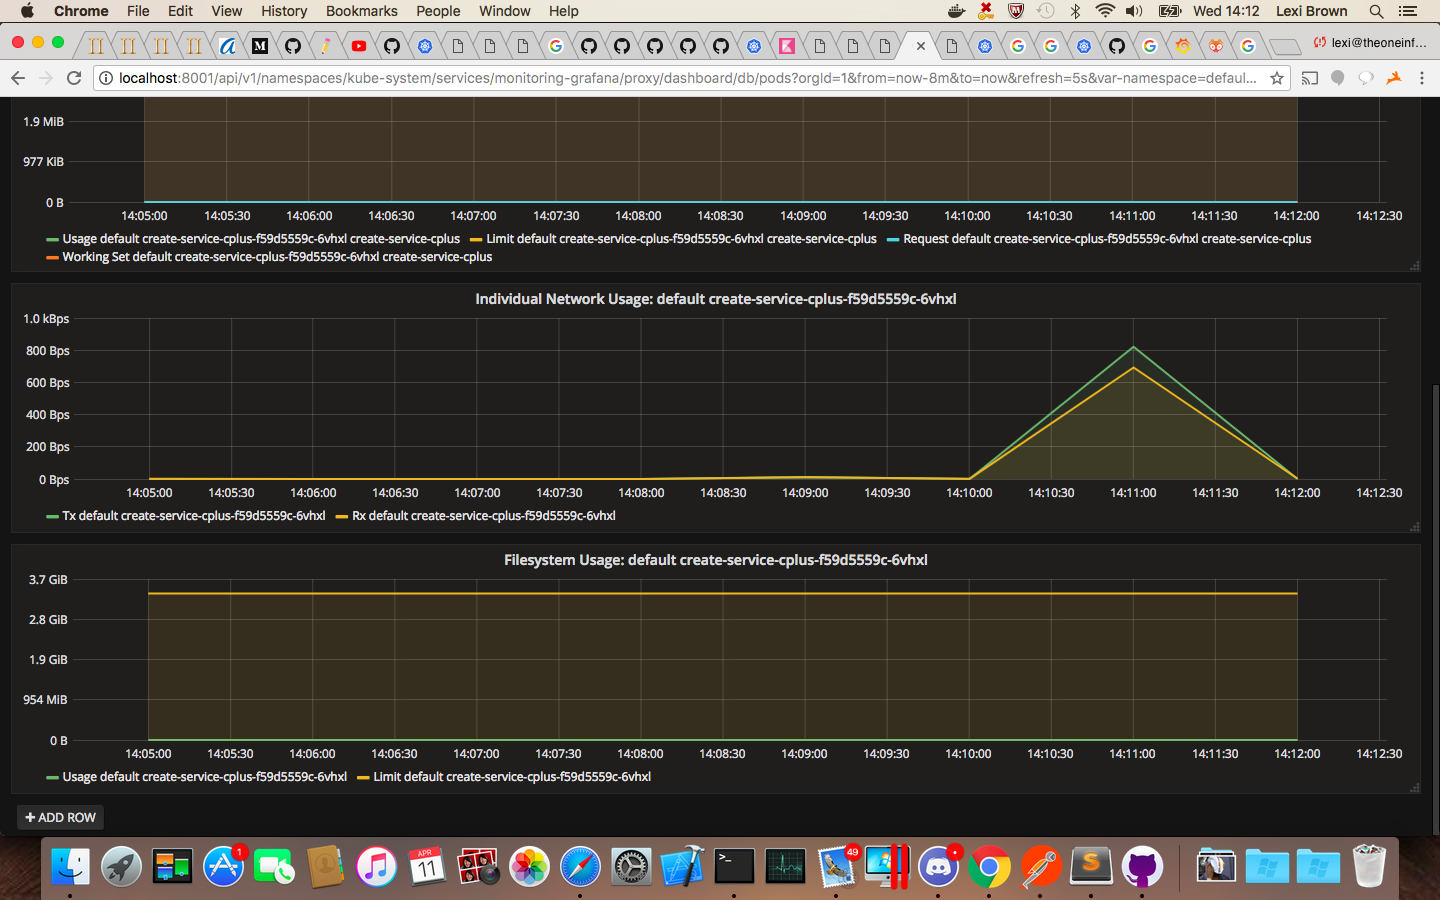 Chrome File Edit View History Bookmarks People Window Help Wed 14:12 Lexi Brown
lexi@theoneinf...
localhost:8001/api/v1/namespaces/kube-system/services/monitoring-grafana/proxy/dashboard/db/pods?orgId=1&from=now-8m&to=now&refresh=5s&var-namespace=defaul...
1.9 MiB
977 KiB
0 B
14:05:00 14:05:30 14:06:00 14:06:30 14:07:00 14:07:30 14:08:00 14:08:30 14:09:00 14:09:30 14:10:00 14:10:30 14:11:00 14:11:30 14:12:00 14:12:30
Usage default create-service-cplus-f59d5559c-6vhxl create-service-cplus Limit default create-service-cplus-f59d5559c-6vhxl create-service-cplus Request default create-service-cplus-f59d5559c-6vhxl create-service-cplus
Working Set default create-service-cplus-f59d5559c-6vhxl create-service-cplus
Individual Network Usage: default create-service-cplus-f59d5559c-6vhxl
1.0 kBps
800 Bps
600 Bps
400 Bps
200 Bps
0 Bps
14:05:00 14:05:30 14:06:00 14:06:30 14:07:00 14:07:30 14:08:00 14:08:30 14:09:00 14:09:30 14:10:00 14:10:30 14:11:00 14:11:30 14:12:00 14:12:30
Tx default create-service-cplus-f59d5559c-6vhxl Rx default create-service-cplus-f59d5559c-6vhxl
Filesystem Usage: default create-service-cplus-f59d5559c-6vhxl
3.7 GiB
2.8 GiB
1.9 GiB
954 MiB
0 B
14:05:00 14:05:30 14:06:00 14:06:30 14:07:00 14:07:30 14:08:00 14:08:30 14:09:00 14:09:30 14:10:00 14:10:30 14:11:00 14:11:30 14:12:00 14:12:30
Usage default create-service-cplus-f59d5559c-6vhxl Limit default create-service-cplus-f59d5559c-6vhxl
+ ADD ROW
1
APR
11
49